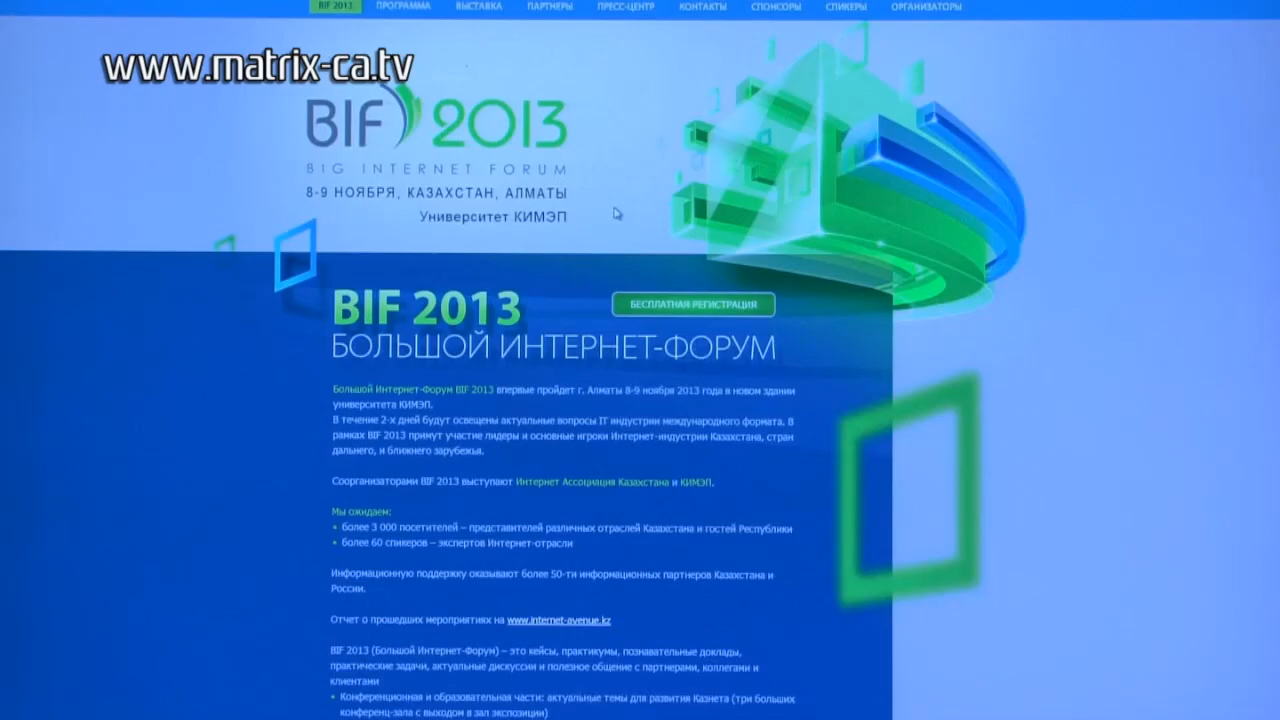 BIF 2013 ПРОГРАММА ВЫСТАВКА ПАРТНЕРЫ ПРЕСС-ЦЕНТР КОНТАКТЫ СПОНСОРЫ СПИКЕРЫ ОРГАНИЗАТОРЫ
www.matrix-ca.tv
BIF 2013
BIG INTERNET FORUM
8-9 НОЯБРЯ, КАЗАХСТАН, АЛМАТЫ
Университет КИМЭП
BIF 2013
БЕСПЛАТНАЯ РЕГИСТРАЦИЯ
БОЛЬШОЙ ИНТЕРНЕТ-ФОРУМ
Большой Интернет-Форум BIF 2013 впервые пройдет г. Алматы 8-9 ноября 2013 года в новом здании
университета КИМЭП.
В течение 2-х дней будут освещены актуальные вопросы IT индустрии международного формата. В
рамках BIF 2013 примут участие лидеры и основные игроки Интернет-индустрии Казахстана, стран
дальнего, и ближнего зарубежья.
Соорганизаторами BIF 2013 выступают Интернет Ассоциация Казахстана и КИМЭП.
Мы ожидаем:
• более 3 000 посетителей – представителей различных отраслей Казахстана и гостей Республики
• более 60 спикеров – экспертов Интернет-отрасли
Информационную поддержку оказывают более 50-ти информационных партнеров Казахстана и
России.
Отчет о прошедших мероприятиях на www.internet-avenue.kz
BIF 2013 (Большой Интернет-Форум) – это кейсы, практикумы, познавательные доклады,
практические задачи, актуальные дискуссии и полезное общение с партнерами, коллегами и
клиентами
• Конференционная и образовательная части: актуальные темы для развития Казнета (три больших
конференц-зала с выходом в зал экспозиции)